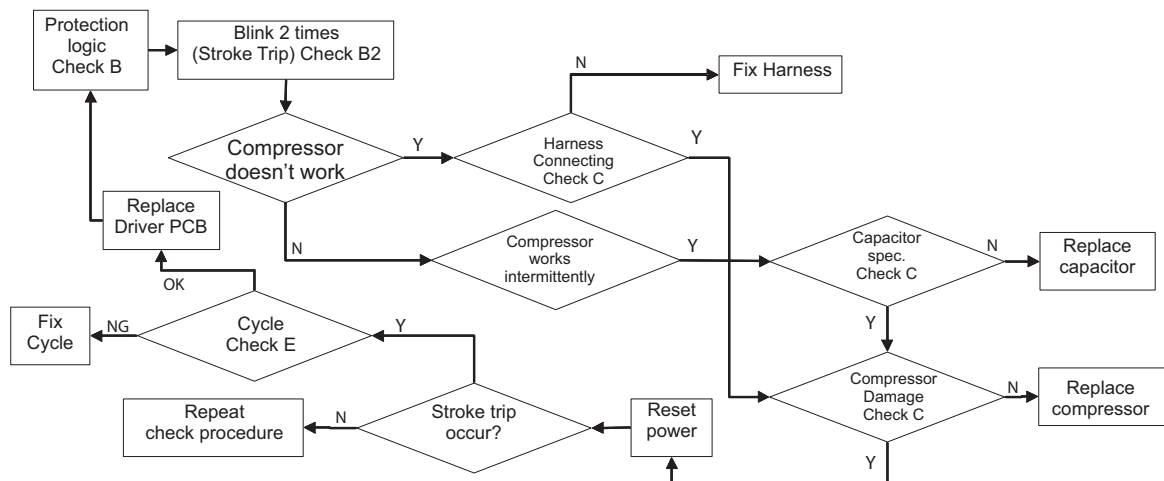 Protection
logic
Check B
Blink 2 times
(Stroke Trip) Check B2
N
Fix Harness
Compressor
doesn’t work
Y
Harness
Connecting
Check C
Y
Replace
Driver PCB
N
Compressor
works
intermittently
Y
Capacitor
spec.
Check C
N
Replace
capacitor
OK
Fix
Cycle
NG
Cycle
Check E
Y
Y
Compressor
Damage
Check C
N
Replace
compressor
Repeat
check procedure
N
Stroke trip
occur?
Reset
power
Y